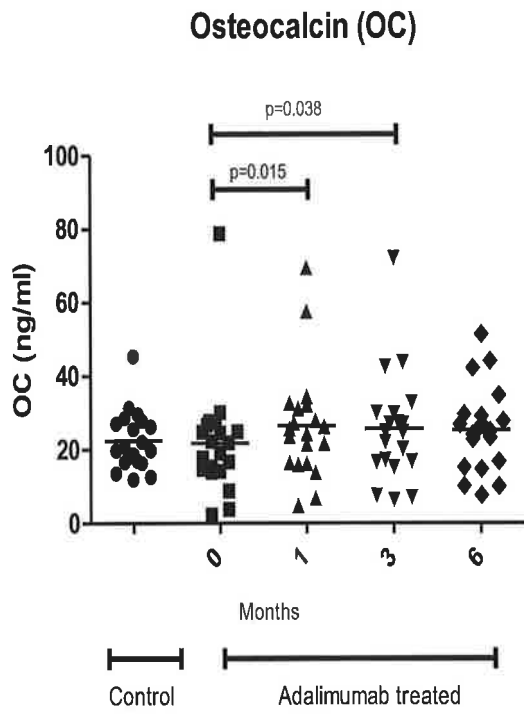 Osteocalcin (OC)
p=0.038
p=0.015
100
80
60
40
20
0
OC (ng/ml)
0 1 3 6
Months
Control Adalimumab treated